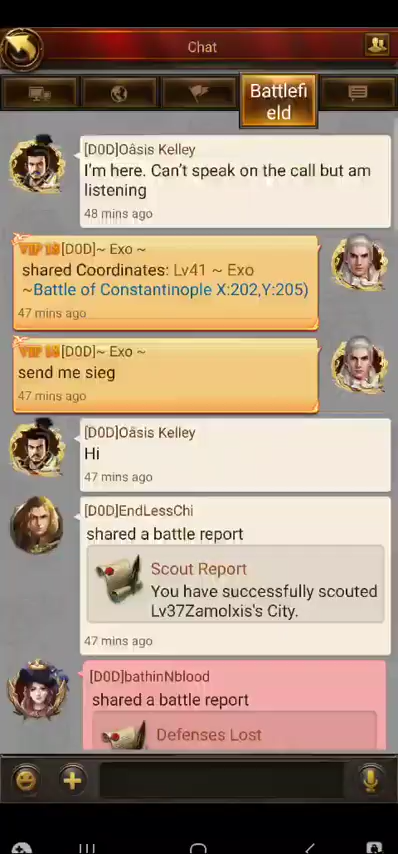 Chat
Battlefi
eld
[D0D]Oâsis Kelley
I'm here. Can't speak on the call but am
listening
48 mins ago
[D0D]~ Exo ~
shared Coordinates: Lv41 ~ Exo
~Battle of Constantinople X:202,Y:205)
47 mins ago
[D0D]~ Exo ~
send me sieg
47 mins ago
[D0D]Oâsis Kelley
Hi
47 mins ago
[D0D]EndLessChi
shared a battle report
Scout Report
You have successfully scouted
Lv37Zamolxis's City.
47 mins ago
[D0D]bathinNblood
shared a battle report
Defenses Lost